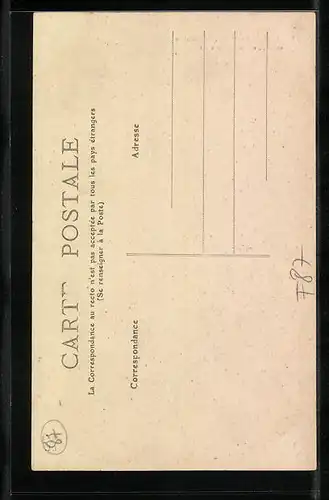 CARTE POSTALE
La Correspondance au recto n'est pas acceptée par tous les pays étrangers
(Se renseigner à la Poste)
Correspondance
Adresse
87
F87